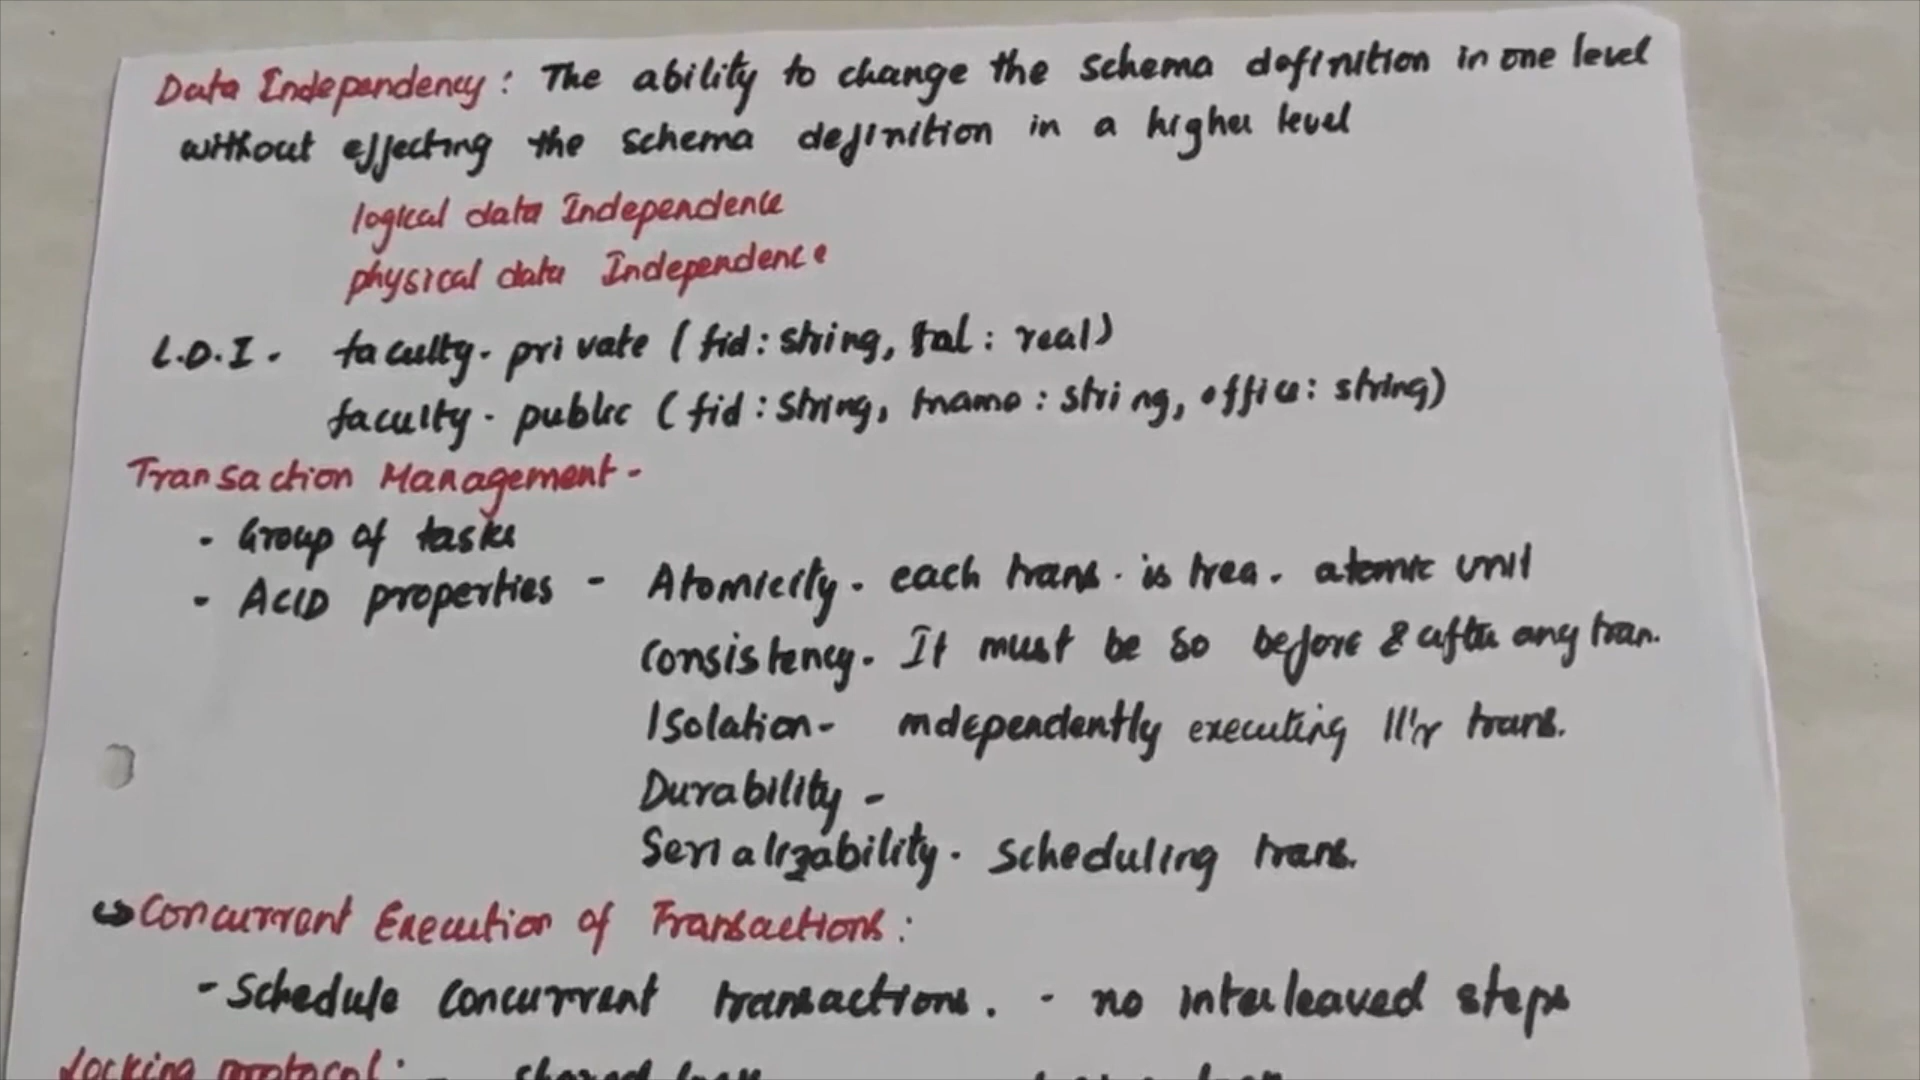 Data Independency: The ability to change the schema definition in one level
without effecting the schema definition in a higher level
logical data Independence
physical data Independence
L.D.I. faculty - private (fid: string, sal: real)
faculty - public (fid: string, fname: string, office: string)
Transaction Management -
- Group of tasks
- ACID properties - Atomicity - each trans. is trea. atomic unit
Consistency - It must be so before & after any tran.
Isolation - independently executing ll'r trans.
Durability -
Serializability - scheduling trans.
↪ Concurrent Execution of Transactions:
- Schedule concurrent transactions. - no interleaved steps
Locking protocol: - shared